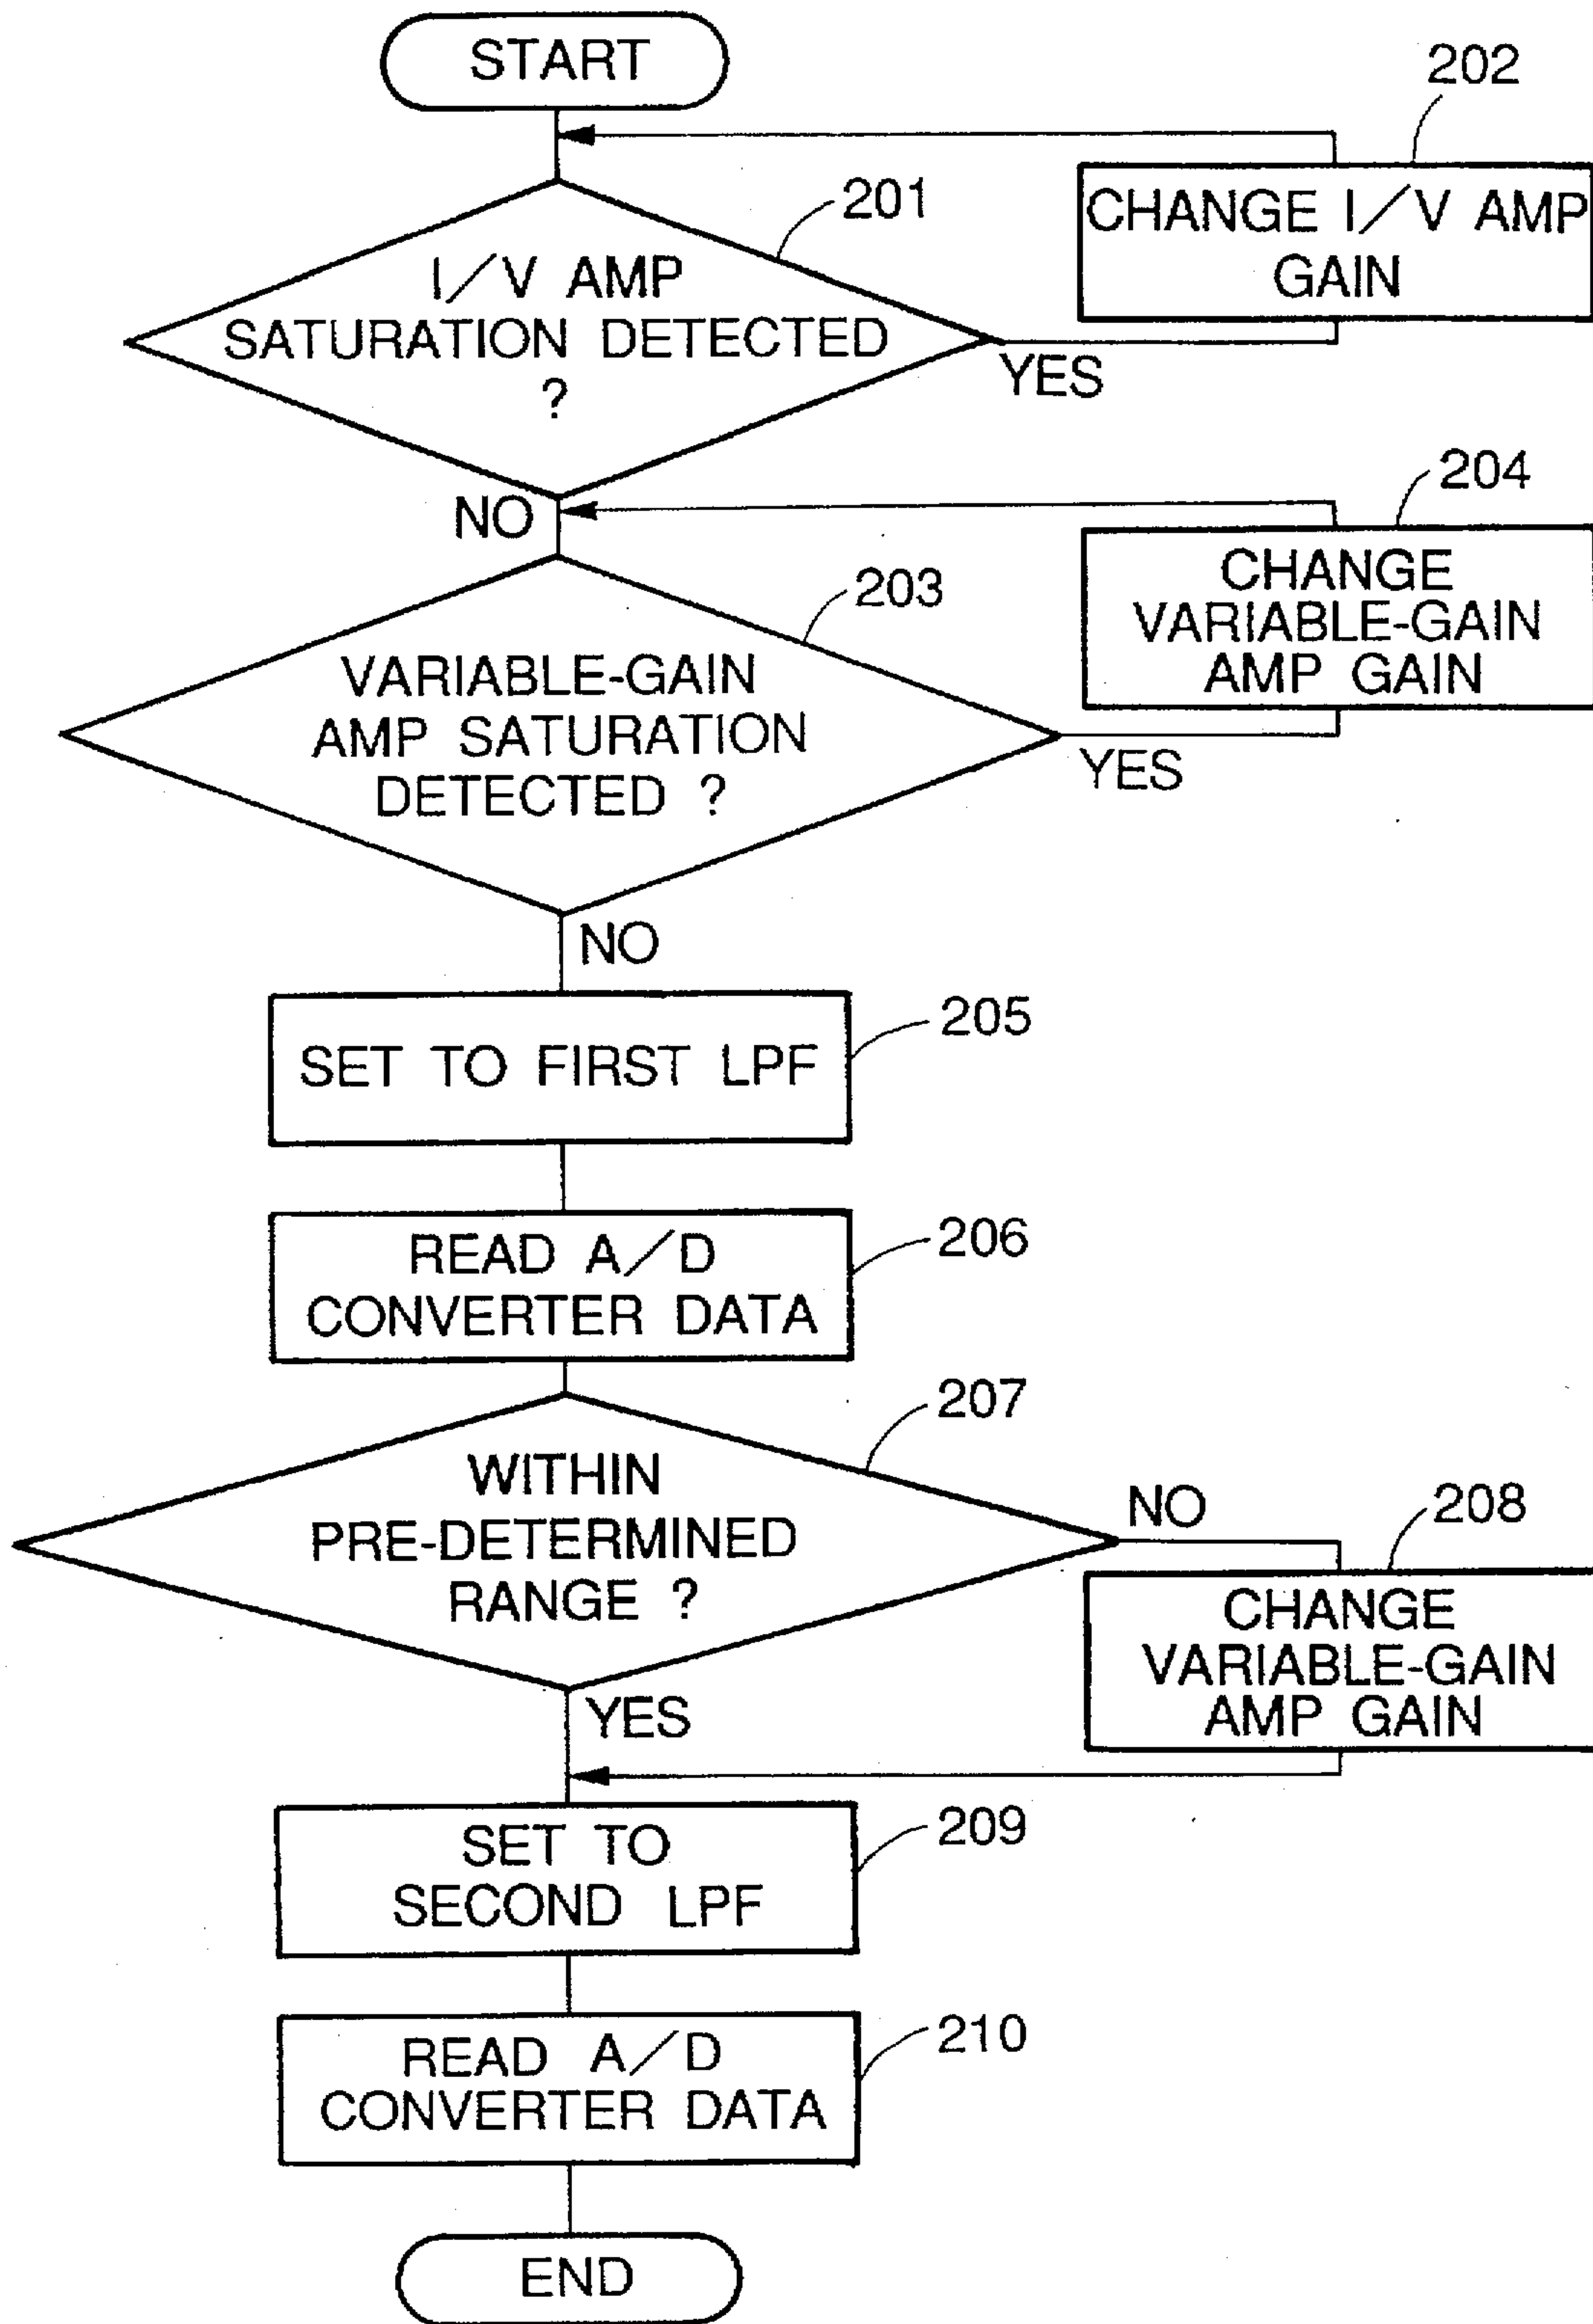 START
202
CHANGE I/V AMP
GAIN
201
I/V AMP
SATURATION DETECTED
?
YES
NO
204
CHANGE
VARIABLE-GAIN
AMP GAIN
203
VARIABLE-GAIN
AMP SATURATION
DETECTED ?
YES
NO
205
SET TO FIRST LPF
206
READ A/D
CONVERTER DATA
207
WITHIN
PRE-DETERMINED
RANGE ?
NO
208
CHANGE
VARIABLE-GAIN
AMP GAIN
YES
209
SET TO
SECOND LPF
210
READ A/D
CONVERTER DATA
END